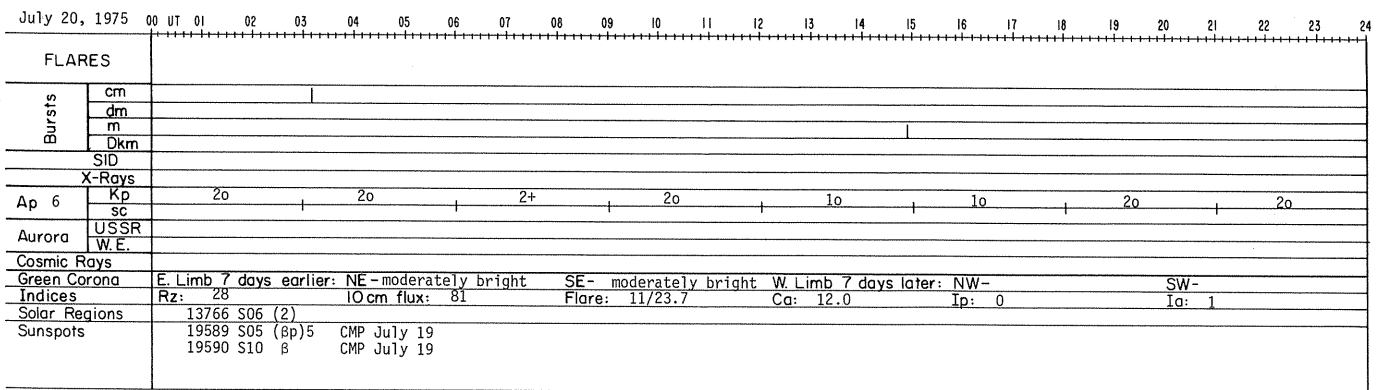 July 20, 1975 00 UT 01 02 03 04 05 06 07 08 09 10 11 12 13 14 15 16 17 18 19 20 21 22 23 24
FLARES
Bursts
cm
dm
m
Dkm
SID
X-Rays
Ap 6 Kp 2o 2o 2+ 2o 1o 1o 2o 2o
sc
Aurora
USSR
W.E.
Cosmic Rays
Green Corona E. Limb 7 days earlier: NE - moderately bright SE- moderately bright W. Limb 7 days later: NW- SW-
Indices Rz: 28 10cm flux: 81 Flare: 11/23.7 Ca: 12.0 Ip: 0 Ia: 1
Solar Regions 13766 S06 (2)
Sunspots 19589 S05 (βp)5 CMP July 19
19590 S10 β CMP July 19